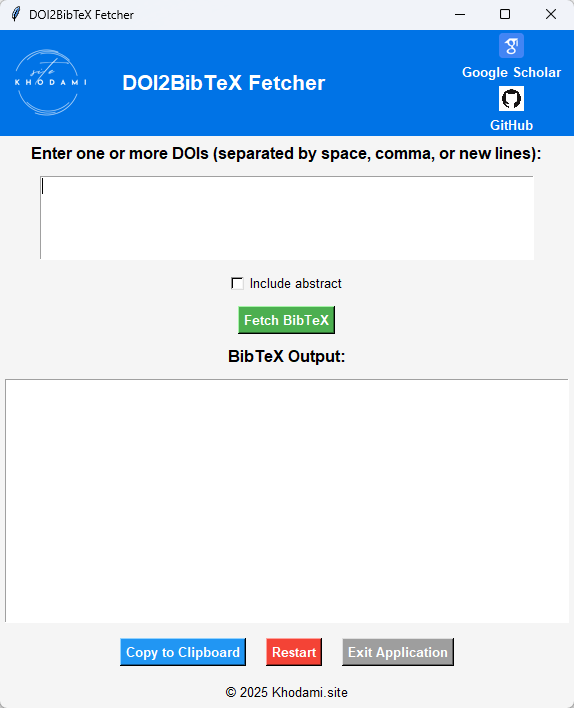 DOI2BibTeX Fetcher
site
KHODAMI
DOI2BibTeX Fetcher
Google Scholar
GitHub
Enter one or more DOIs (separated by space, comma, or new lines):
Include abstract
Fetch BibTeX
BibTeX Output:
Copy to Clipboard
Restart
Exit Application
© 2025 Khodami.site